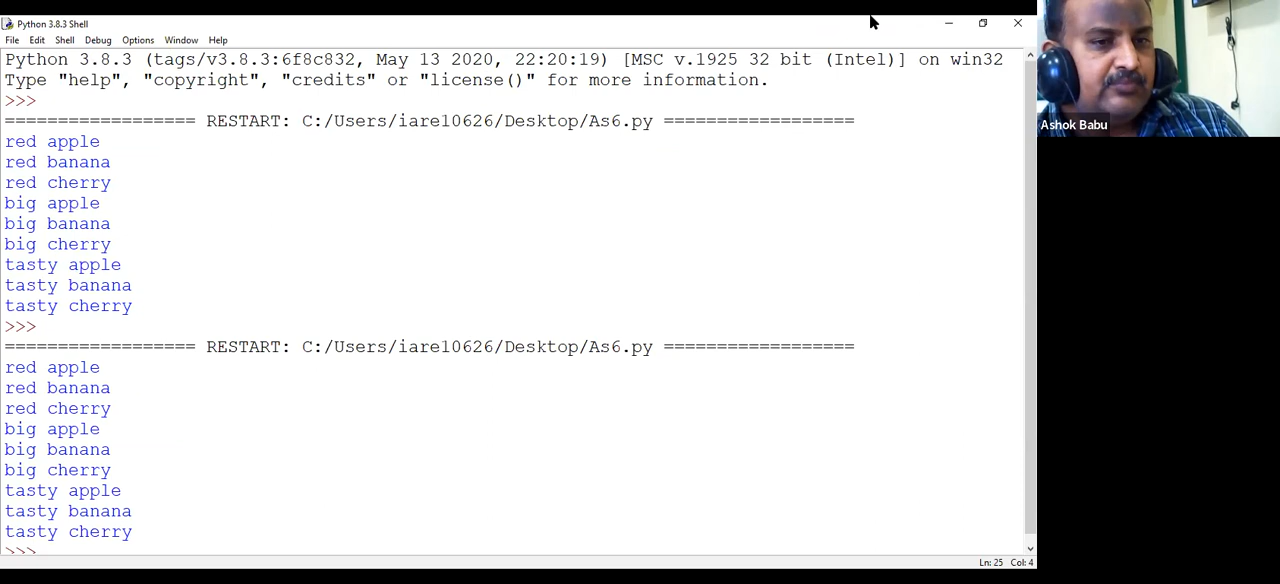 Python 3.8.3 Shell
File Edit Shell Debug Options Window Help
Python 3.8.3 (tags/v3.8.3:6f8c832, May 13 2020, 22:20:19) [MSC v.1925 32 bit (Intel)] on win32
Type "help", "copyright", "credits" or "license()" for more information.
>>>
================== RESTART: C:/Users/iare10626/Desktop/As6.py ==================
red apple
red banana
red cherry
big apple
big banana
big cherry
tasty apple
tasty banana
tasty cherry
>>>
================== RESTART: C:/Users/iare10626/Desktop/As6.py ==================
red apple
red banana
red cherry
big apple
big banana
big cherry
tasty apple
tasty banana
tasty cherry
>>>
Ln: 25 Col: 4
Ashok Babu